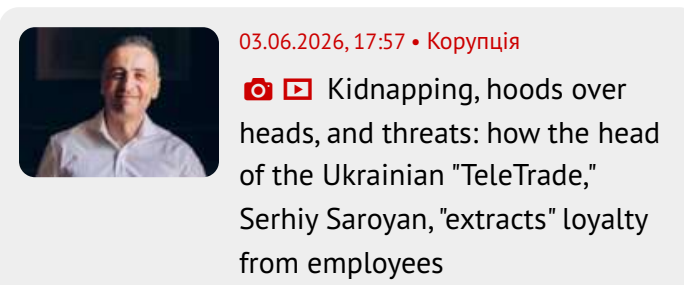 03.06.2026, 17:57 • Корупція
Kidnapping, hoods over
heads, and threats: how the head
of the Ukrainian "TeleTrade,"
Serhiy Saroyan, "extracts" loyalty
from employees